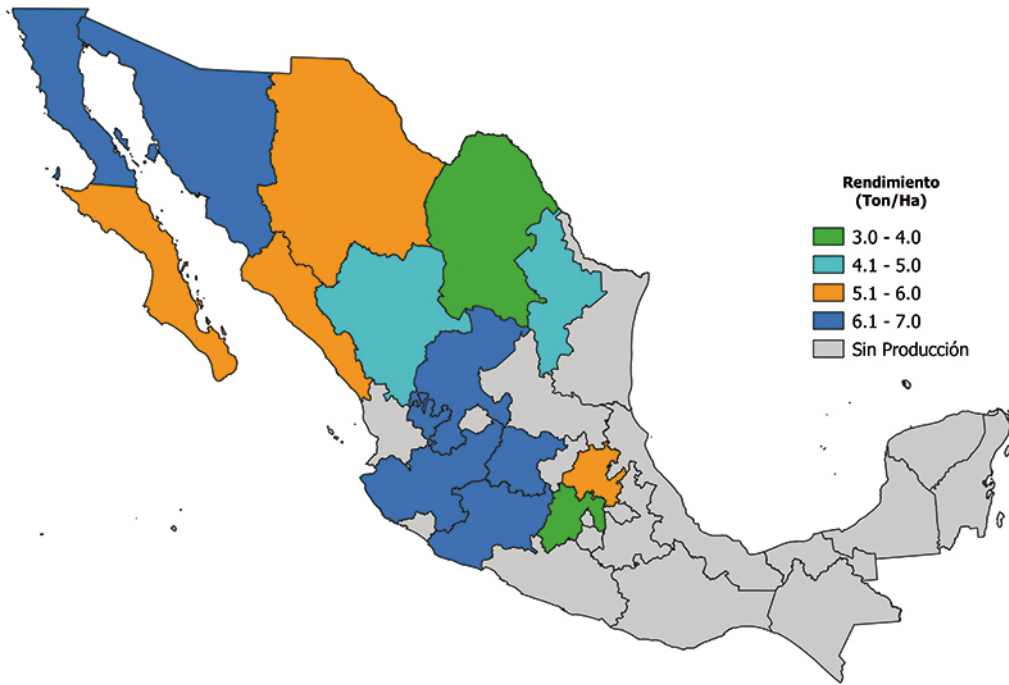 Rendimiento
(Ton/Ha)
3.0 - 4.0
4.1 - 5.0
5.1 - 6.0
6.1 - 7.0
Sin Producción